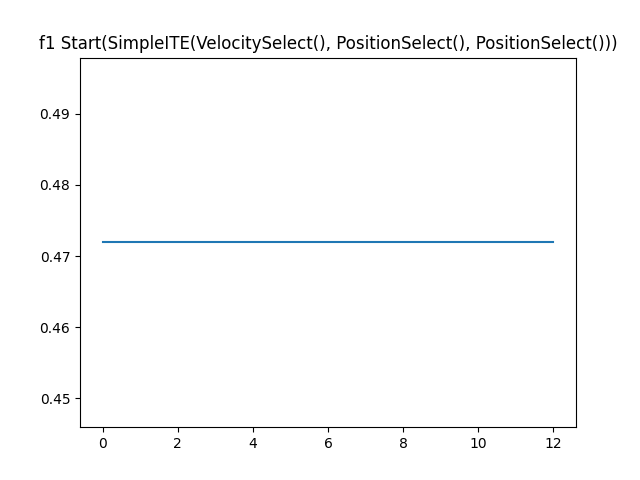 f1 Start(SimpleITE(VelocitySelect(), PositionSelect(), PositionSelect()))
0.49
0.48
0.47
0.46
0.45
0 2 4 6 8 10 12